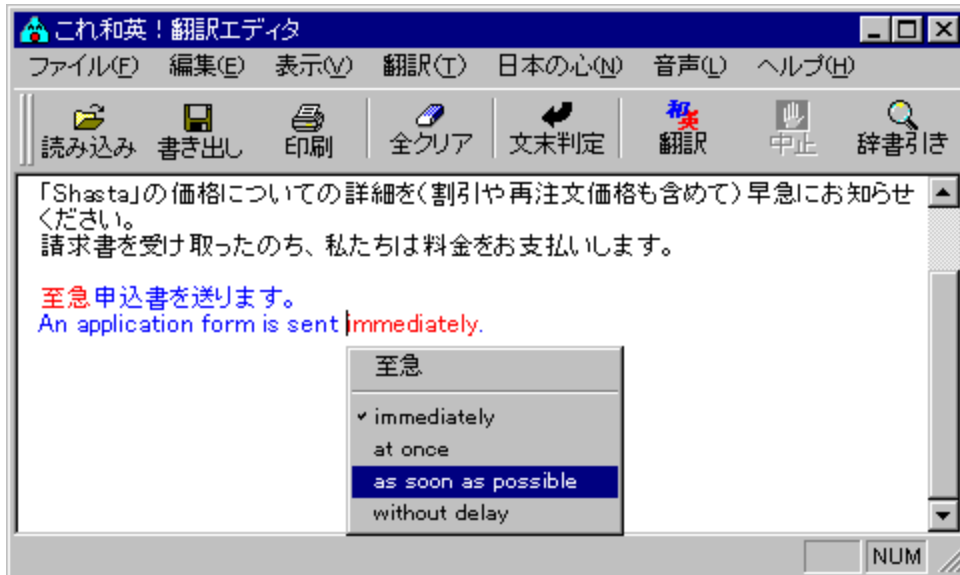 これ和英！翻訳エディタ
ファイル(F) 編集(E) 表示(V) 翻訳(T) 日本の心(N) 音声(L) ヘルプ(H)
読み込み 書き出し 印刷 全クリア 文末判定 和英 翻訳 中止 辞書引き
「Shasta」の価格についての詳細を(割引や再注文価格も含めて)早急にお知らせ
ください。
請求書を受け取ったのち、私たちは料金をお支払いします。
至急申込書を送ります。
An application form is sent immediately.
至急
immediately
at once
as soon as possible
without delay
NUM